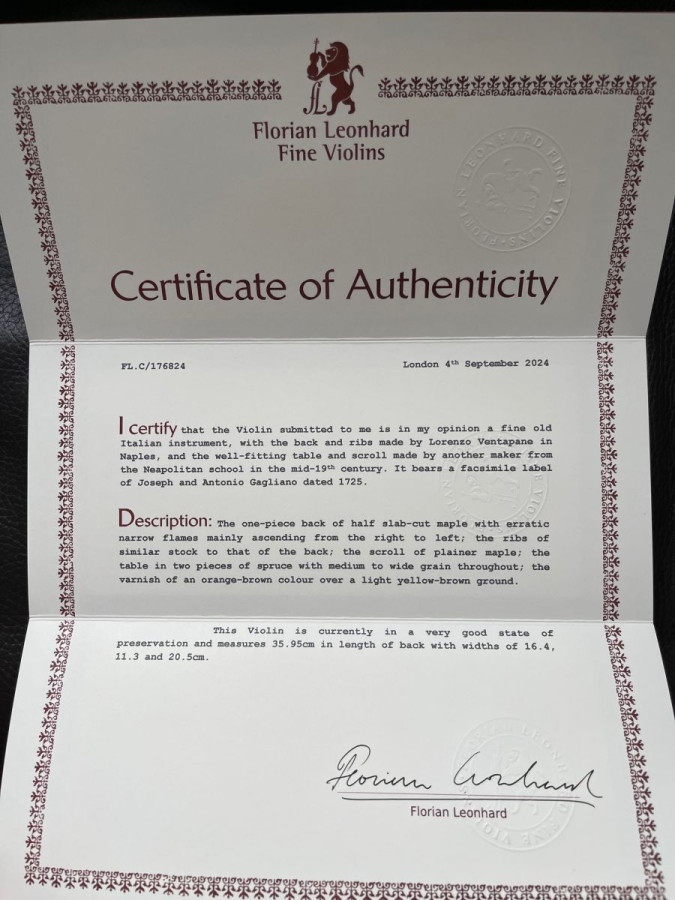 Florian Leonhard
Fine Violins
FLORIAN LEONHARD FINE VIOLINS
Certificate of Authenticity
FL.C/176824 London 4th September 2024
I certify that the Violin submitted to me is in my opinion a fine old
Italian instrument, with the back and ribs made by Lorenzo Ventapane in
Naples, and the well-fitting table and scroll made by another maker from
the Neapolitan school in the mid-19th century. It bears a facsimile label
of Joseph and Antonio Gagliano dated 1725.
Description: The one-piece back of half slab-cut maple with erratic
narrow flames mainly ascending from the right to left; the ribs of
similar stock to that of the back; the scroll of plainer maple; the
table in two pieces of spruce with medium to wide grain throughout; the
varnish of an orange-brown colour over a light yellow-brown ground.
This Violin is currently in a very good state of
preservation and measures 35.95cm in length of back with widths of 16.4,
11.3 and 20.5cm.
Florian Leonhard
Florian Leonhard